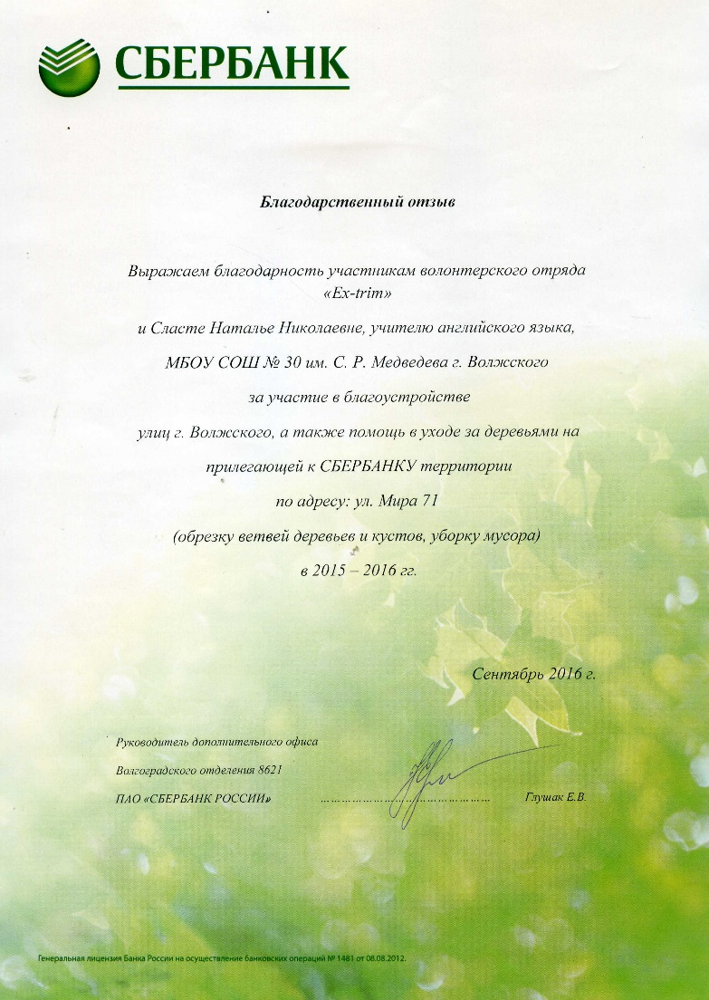 СБЕРБАНК
Благодарственный отзыв
Выражаем благодарность участникам волонтерского отряда
«Ex-trim»
и Сласте Наталье Николаевне, учителю английского языка,
МБОУ СОШ № 30 им. С. Р. Медведева г. Волжского
за участие в благоустройстве
улиц г. Волжского, а также помощь в уходе за деревьями на
прилегающей к СБЕРБАНКУ территории
по адресу: ул. Мира 71
(обрезку ветвей деревьев и кустов, уборку мусора)
в 2015 – 2016 гг.
Сентябрь 2016 г.
Руководитель дополнительного офиса
Волгоградского отделения 8621
ПАО «СБЕРБАНК РОССИИ» ................................................ Глушак Е.В.
Генеральная лицензия Банка России на осуществление банковских операций № 1481 от 08.08.2012.